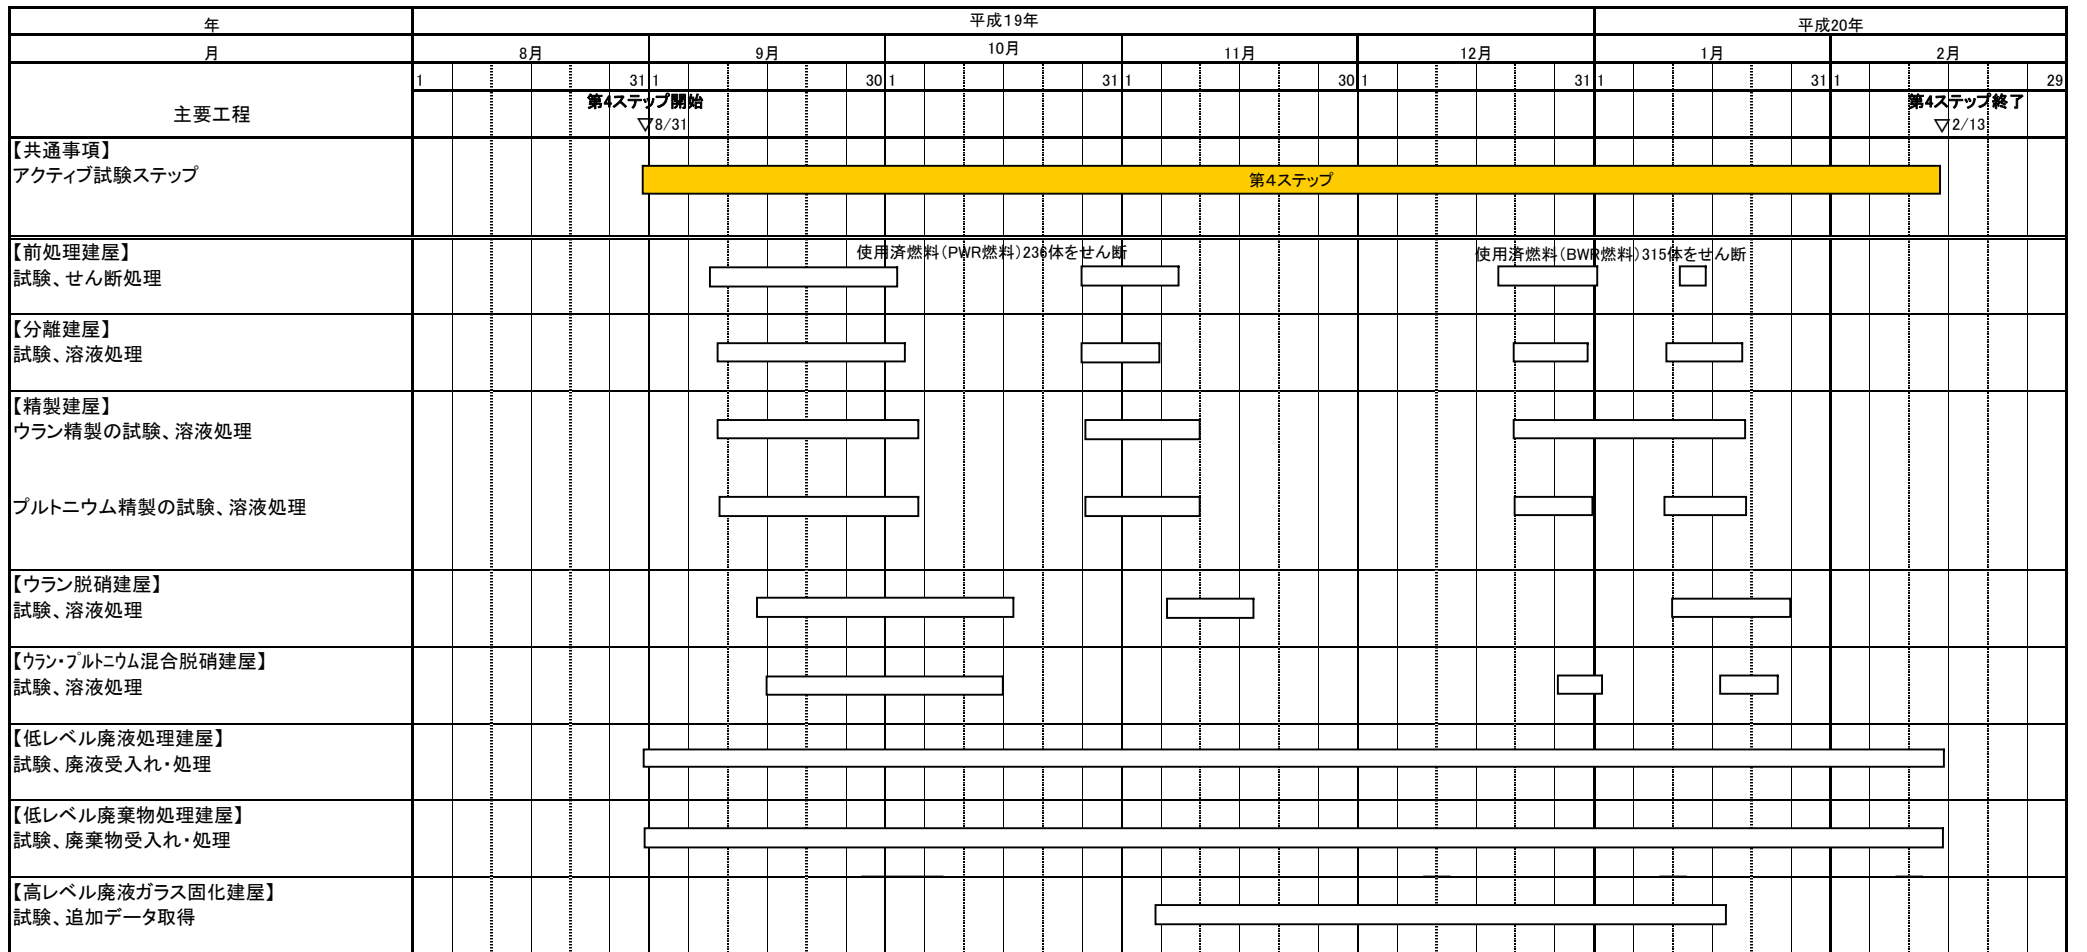 年
平成19年
平成20年
月
8月
9月
10月
11月
12月
1月
2月
1
31
1
30
1
31
1
30
1
31
1
31
1
29
主要工程
第4ステップ開始
▽8/31
第4ステップ終了
▽2/13
【共通事項】
アクティブ試験ステップ
第4ステップ
【前処理建屋】
試験、せん断処理
使用済燃料(PWR燃料)236体をせん断
使用済燃料(BWR燃料)315体をせん断
【分離建屋】
試験、溶液処理
【精製建屋】
ウラン精製の試験、溶液処理
プルトニウム精製の試験、溶液処理
【ウラン脱硝建屋】
試験、溶液処理
【ウラン・プルトニウム混合脱硝建屋】
試験、溶液処理
【低レベル廃液処理建屋】
試験、廃液受入れ・処理
【低レベル廃棄物処理建屋】
試験、廃棄物受入れ・処理
【高レベル廃液ガラス固化建屋】
試験、追加データ取得